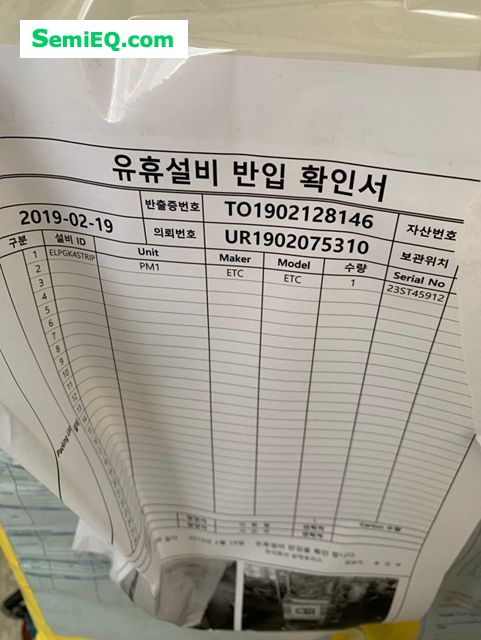 SemiEQ.com
유휴설비 반입 확인서
2019-02-19 반출증번호 TO1902128146 자산번호
의뢰번호 UR1902075310 보관위치
구분 설비 ID Unit Maker Model 수량 Serial No
1 ELPGK4STRIP PM1 ETC ETC 1 23ST45912
2
3
4
5
6
7
8
9
10
11
12
13
Packing List